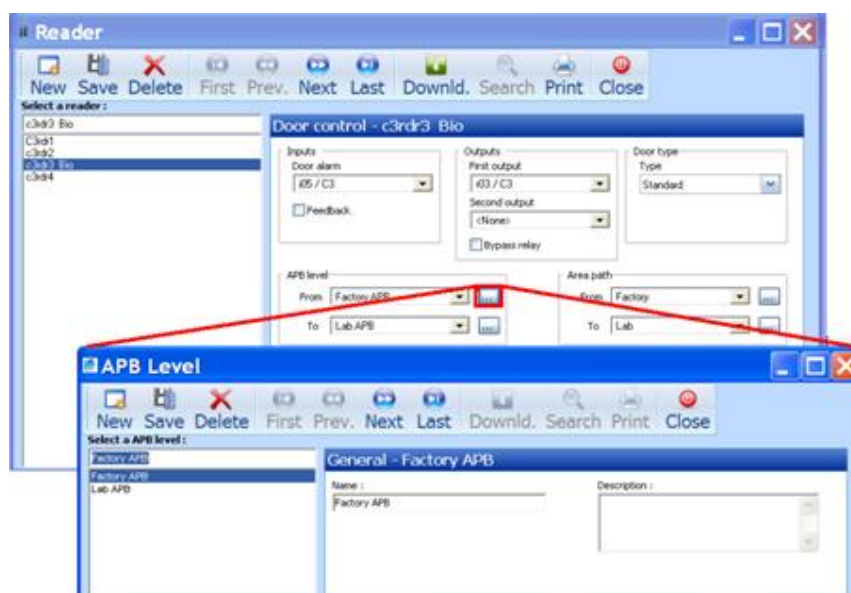 Reader
New Save Delete First Prev. Next Last Downld. Search Print Close
Select a reader :
c3rdr3 Bio
C3rdr1
c3rdr2
c3rdr3 Bio
c3rdr4
Door control - c3rdr3 Bio
Inputs
Door alarm
i05 / C3
Feedback
Outputs
First output
i03 / C3
Second output
<None>
Bypass relay
Door type
Type
Standard
APB level
From Factory APB ...
To Lab APB ...
Area path
From Factory ...
To Lab ...
APB Level
New Save Delete First Prev. Next Last Downld. Search Print Close
Select a APB level :
Factory APB
Factory APB
Lab APB
General - Factory APB
Name :
Factory APB
Description :